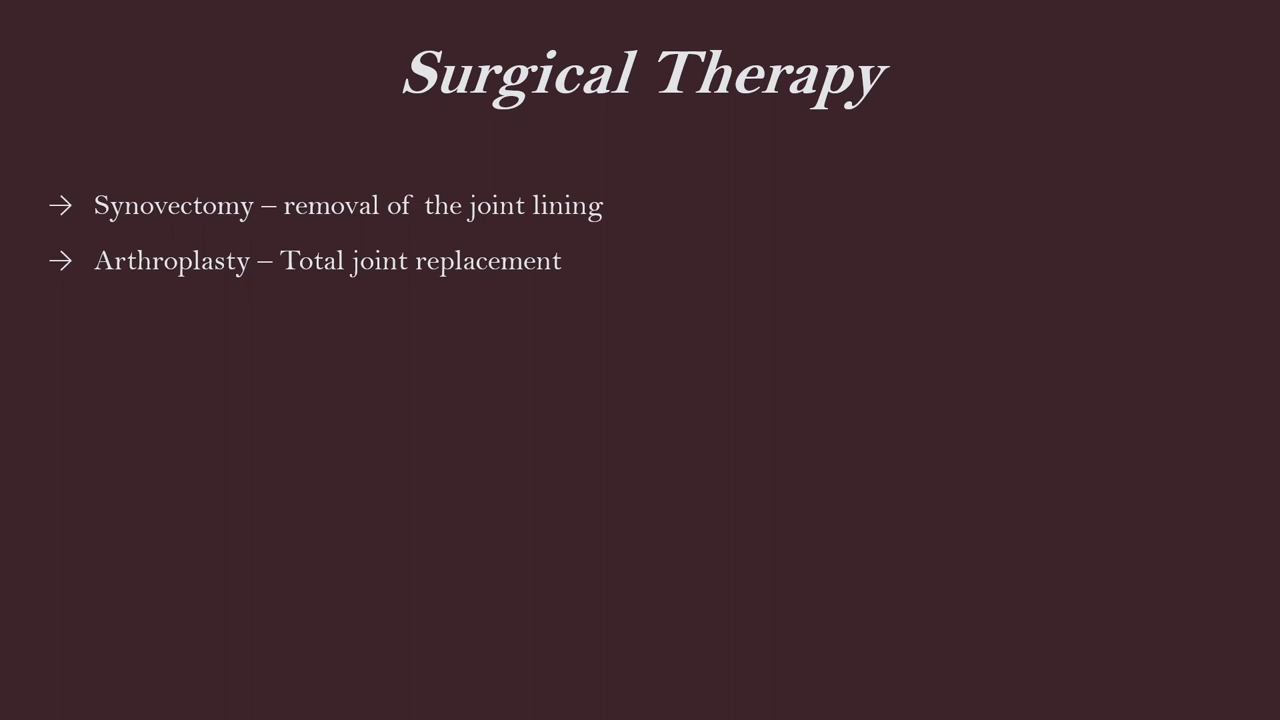 Surgical Therapy
→ Synovectomy – removal of  the joint lining
→ Arthroplasty – Total joint replacement